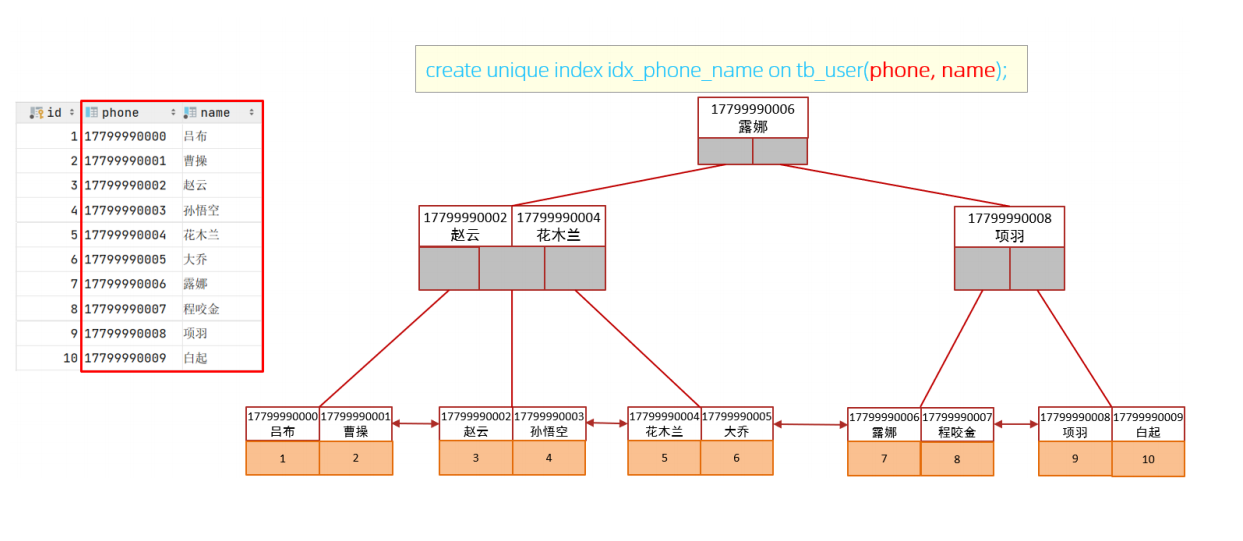 create unique index idx_phone_name on tb_user(phone, name);
id phone name
1 17799990000 吕布
2 17799990001 曹操
3 17799990002 赵云
4 17799990003 孙悟空
5 17799990004 花木兰
6 17799990005 大乔
7 17799990006 露娜
8 17799990007 程咬金
9 17799990008 项羽
10 17799990009 白起
17799990006
露娜
17799990002 17799990004
赵云 花木兰
17799990008
项羽
17799990000 17799990001
吕布 曹操
1 2
17799990002 17799990003
赵云 孙悟空
3 4
17799990004 17799990005
花木兰 大乔
5 6
17799990006 17799990007
露娜 程咬金
7 8
17799990008 17799990009
项羽 白起
9 10